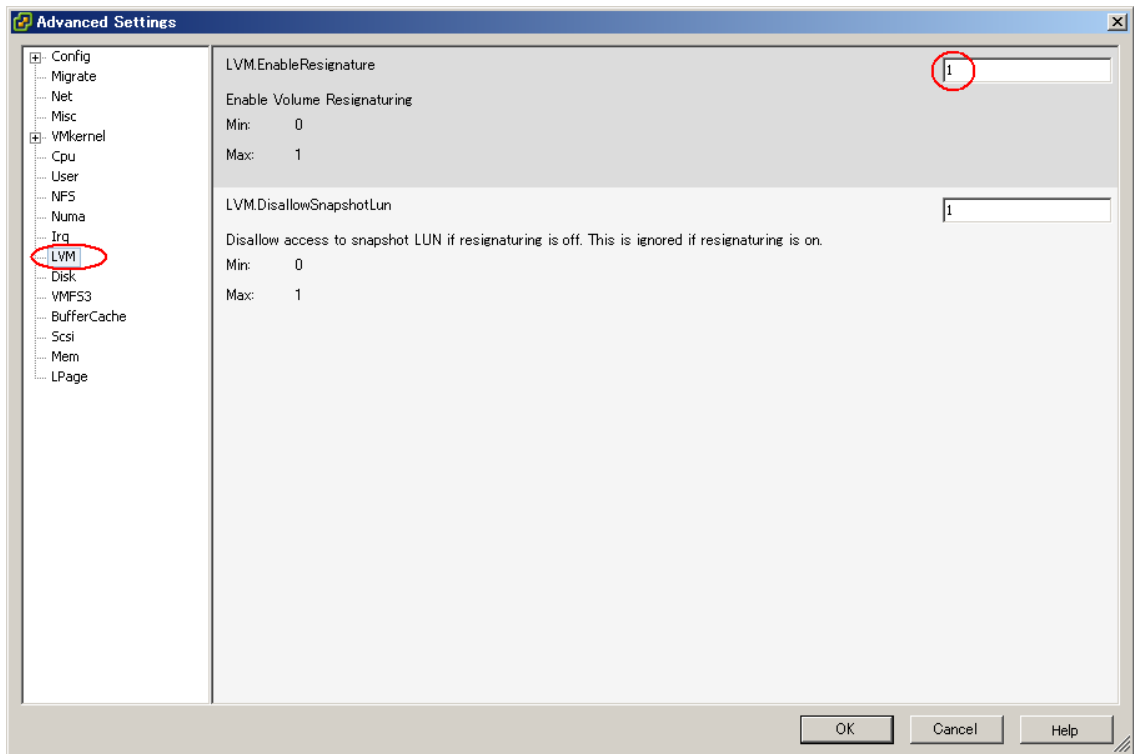 Advanced Settings
Config
Migrate
Net
Misc
VMkernel
Cpu
User
NFS
Numa
Irq
LVM
Disk
VMFS3
BufferCache
Scsi
Mem
LPage
LVM.EnableResignature
1
Enable Volume Resignaturing
Min: 0
Max: 1
LVM.DisallowSnapshotLun
1
Disallow access to snapshot LUN if resignaturing is off. This is ignored if resignaturing is on.
Min: 0
Max: 1
OK Cancel Help